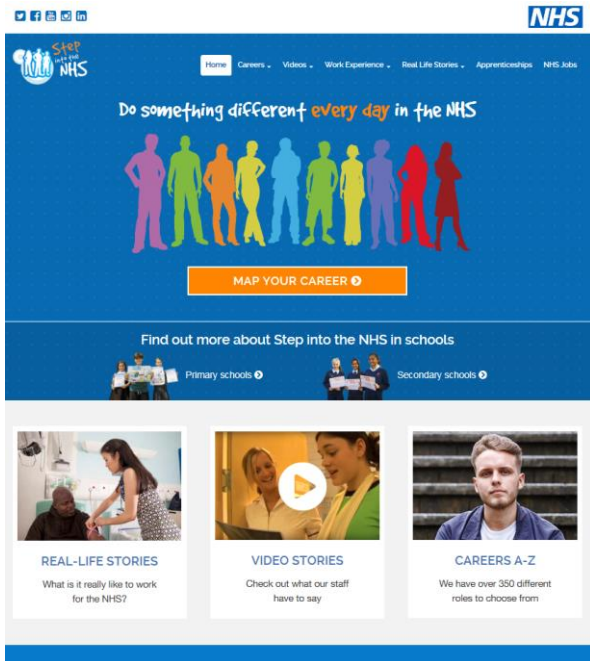 NHS
Step
into the
NHS
Home Careers Videos Work Experience Real Life Stories Apprenticeships NHS Jobs
Do something different every day in the NHS
MAP YOUR CAREER
Find out more about Step into the NHS in schools
Primary schools Secondary schools
REAL-LIFE STORIES
What is it really like to work
for the NHS?
VIDEO STORIES
Check out what our staff
have to say
CAREERS A-Z
We have over 350 different
roles to choose from